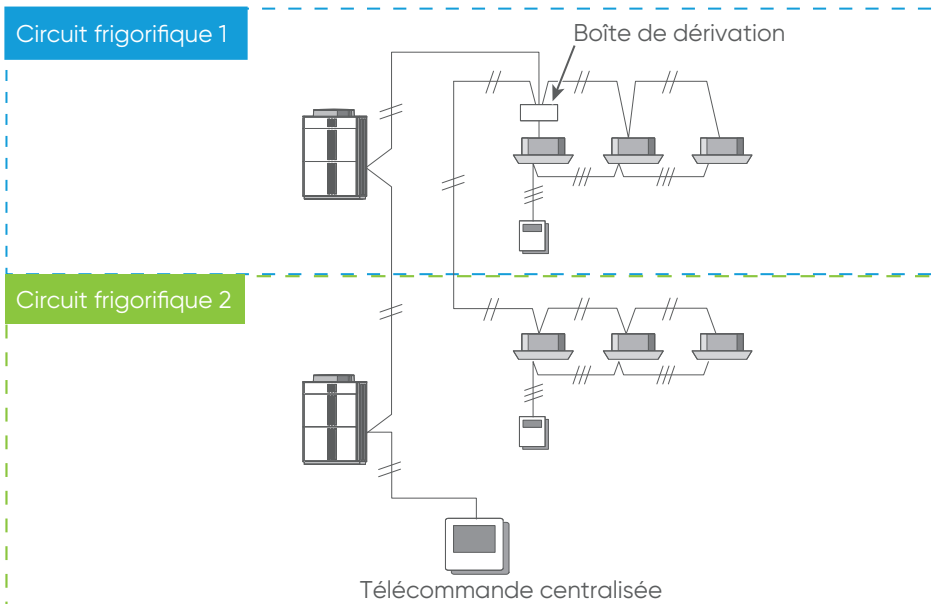 Circuit frigorifique 1
Boîte de dérivation
Circuit frigorifique 2
Télécommande centralisée